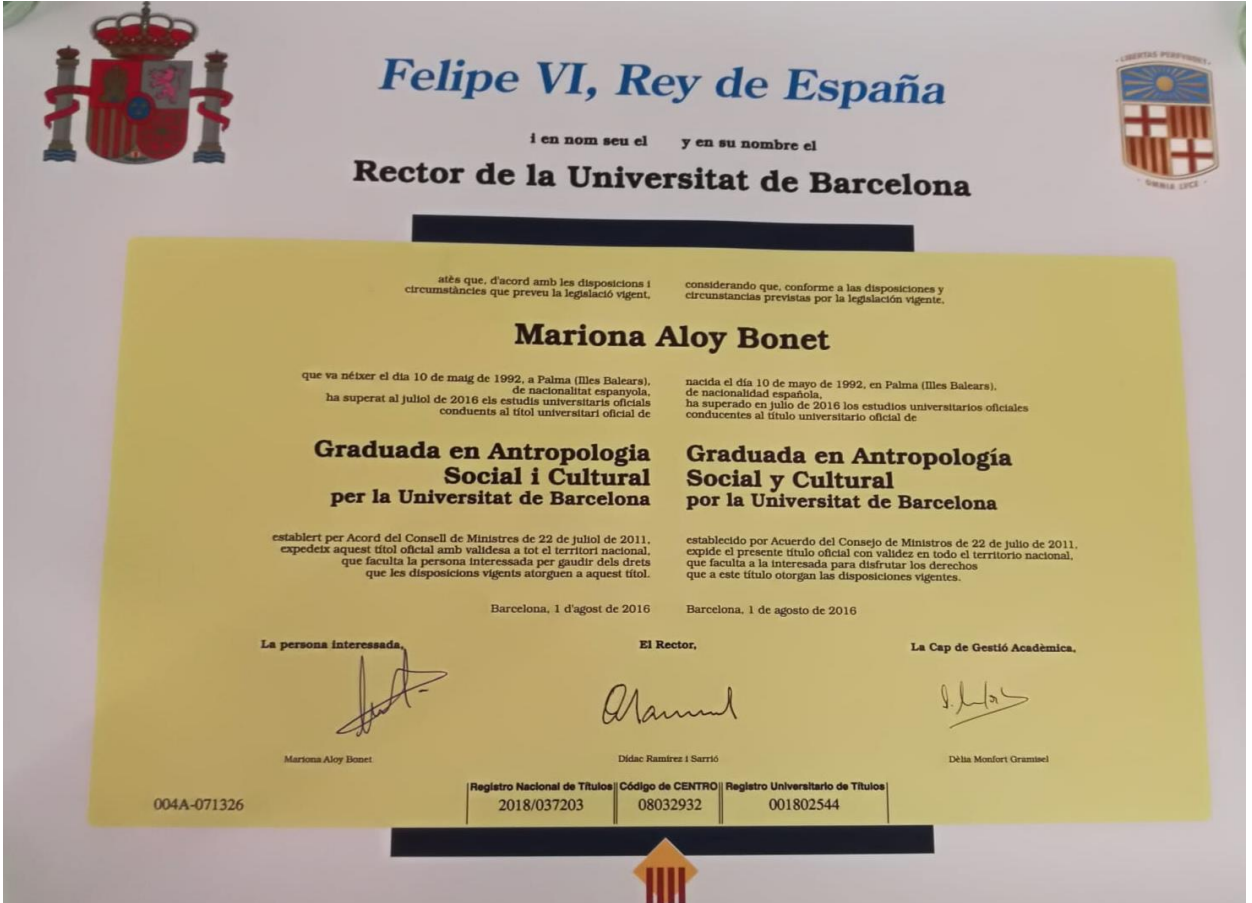 Felipe VI, Rey de España
LIBERTAS PERFUNDET
OMNIA LUCE
i en nom seu el y en su nombre el
Rector de la Universitat de Barcelona
atès que, d'acord amb les disposicions i
circumstàncies que preveu la legislació vigent,
considerando que, conforme a las disposiciones y
circunstancias previstas por la legislación vigente,
Mariona Aloy Bonet
que va néixer el dia 10 de maig de 1992, a Palma (Illes Balears),
de nacionalitat espanyola,
ha superat al juliol de 2016 els estudis universitaris oficials
conduents al títol universitari oficial de
nacida el día 10 de mayo de 1992, en Palma (Illes Balears),
de nacionalidad española,
ha superado en julio de 2016 los estudios universitarios oficiales
conducentes al título universitario oficial de
Graduada en Antropologia
Social i Cultural
per la Universitat de Barcelona
Graduada en Antropología
Social y Cultural
por la Universitat de Barcelona
establert per Acord del Consell de Ministres de 22 de juliol de 2011,
expedeix aquest títol oficial amb validesa a tot el territori nacional,
que faculta la persona interessada per gaudir dels drets
que les disposicions vigents atorguen a aquest títol.
establecido por Acuerdo del Consejo de Ministros de 22 de julio de 2011,
expide el presente título oficial con validez en todo el territorio nacional,
que faculta a la interesada para disfrutar los derechos
que a este título otorgan las disposiciones vigentes.
Barcelona, 1 d'agost de 2016
Barcelona, 1 de agosto de 2016
La persona interessada,
El Rector,
La Cap de Gestió Acadèmica,
Mariona Aloy Bonet
Dídac Ramírez i Sarrió
Dèlia Monfort Gramisel
004A-071326
Registro Nacional de Títulos Código de CENTRO Registro Universitario de Títulos
2018/037203 08032932 001802544